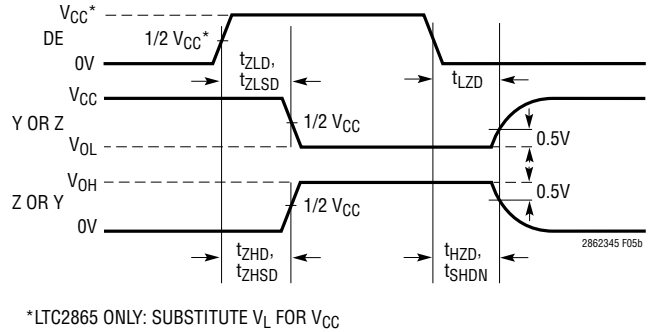 VCC*
DE
1/2 VCC*
0V
tZLD,
tZLSD
tLZD
VCC
Y OR Z
1/2 VCC
0.5V
VOL
VOH
0.5V
Z OR Y
1/2 VCC
0V
2862345 F05b
tZHD,
tZHSD
tHZD,
tSHDN
*LTC2865 ONLY: SUBSTITUTE VL FOR VCC